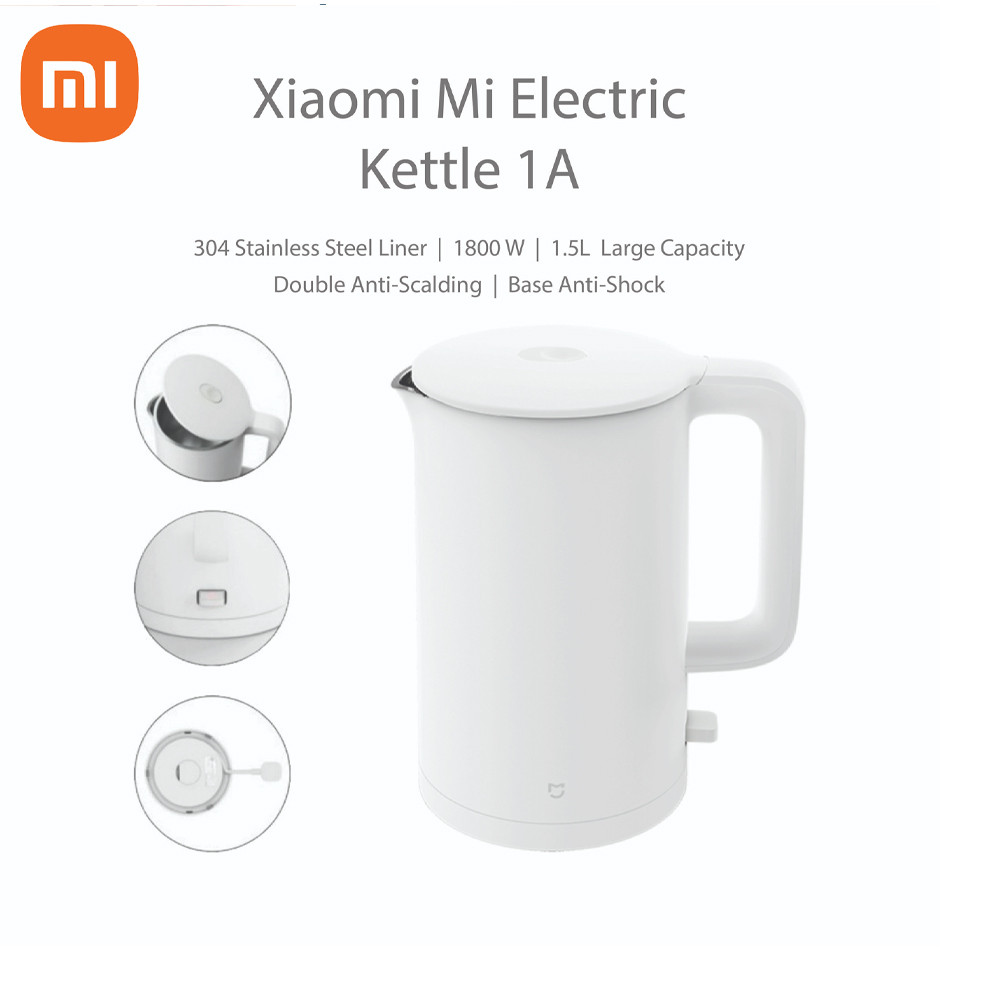 mi
Xiaomi Mi Electric
Kettle 1A
304 Stainless Steel Liner | 1800 W | 1.5L Large Capacity
Double Anti-Scalding | Base Anti-Shock